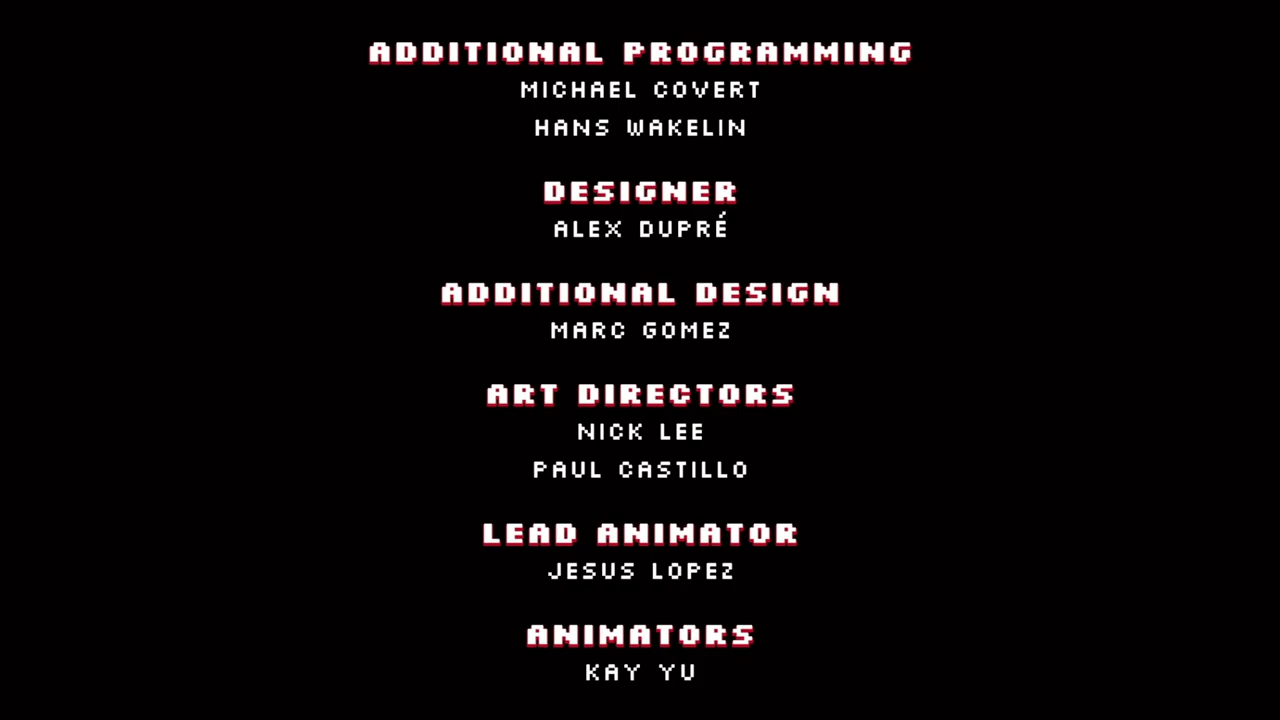 ADDITIONAL PROGRAMMING
MICHAEL COVERT
HANS WAKELIN
DESIGNER
ALEX DUPRÉ
ADDITIONAL DESIGN
MARC GOMEZ
ART DIRECTORS
NICK LEE
PAUL CASTILLO
LEAD ANIMATOR
JESUS LOPEZ
ANIMATORS
KAY YU